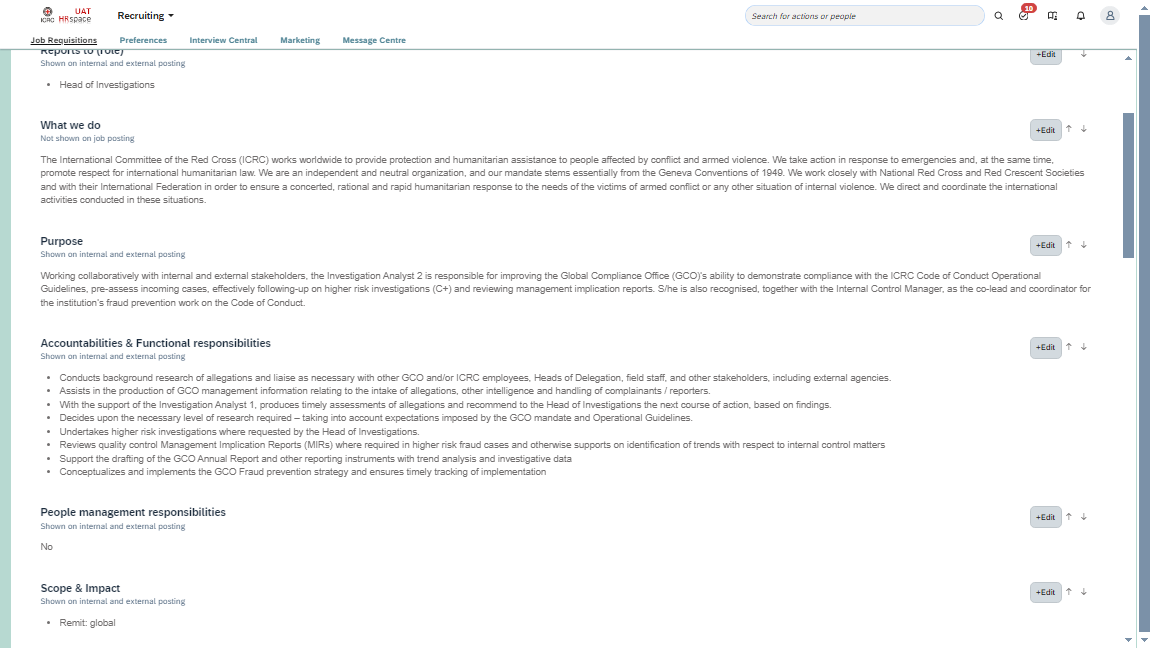 UAT
ICRC HRspace
Recruiting
Search for actions or people
10
Job Requisitions
Preferences
Interview Central
Marketing
Message Centre
Reports to (role)
Shown on internal and external posting
+Edit
• Head of Investigations
What we do
Not shown on job posting
+Edit
The International Committee of the Red Cross (ICRC) works worldwide to provide protection and humanitarian assistance to people affected by conflict and armed violence. We take action in response to emergencies and, at the same time,
promote respect for international humanitarian law. We are an independent and neutral organization, and our mandate stems essentially from the Geneva Conventions of 1949. We work closely with National Red Cross and Red Crescent Societies
and with their International Federation in order to ensure a concerted, rational and rapid humanitarian response to the needs of the victims of armed conflict or any other situation of internal violence. We direct and coordinate the international
activities conducted in these situations.
Purpose
Shown on internal and external posting
+Edit
Working collaboratively with internal and external stakeholders, the Investigation Analyst 2 is responsible for improving the Global Compliance Office (GCO)'s ability to demonstrate compliance with the ICRC Code of Conduct Operational
Guidelines, pre-assess incoming cases, effectively following-up on higher risk investigations (C+) and reviewing management implication reports. S/he is also recognised, together with the Internal Control Manager, as the co-lead and coordinator for
the institution's fraud prevention work on the Code of Conduct.
Accountabilities & Functional responsibilities
Shown on internal and external posting
+Edit
• Conducts background research of allegations and liaise as necessary with other GCO and/or ICRC employees, Heads of Delegation, field staff, and other stakeholders, including external agencies.
• Assists in the production of GCO management information relating to the intake of allegations, other intelligence and handling of complainants / reporters.
• With the support of the Investigation Analyst 1, produces timely assessments of allegations and recommend to the Head of Investigations the next course of action, based on findings.
• Decides upon the necessary level of research required – taking into account expectations imposed by the GCO mandate and Operational Guidelines.
• Undertakes higher risk investigations where requested by the Head of Investigations.
• Reviews quality control Management Implication Reports (MIRs) where required in higher risk fraud cases and otherwise supports on identification of trends with respect to internal control matters
• Support the drafting of the GCO Annual Report and other reporting instruments with trend analysis and investigative data
• Conceptualizes and implements the GCO Fraud prevention strategy and ensures timely tracking of implementation
People management responsibilities
Shown on internal and external posting
+Edit
No
Scope & Impact
Shown on internal and external posting
+Edit
• Remit: global